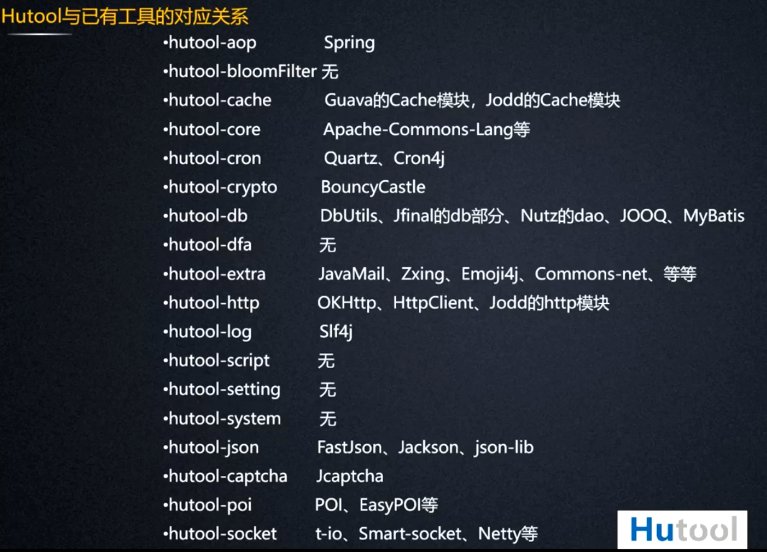 Hutool与已有工具的对应关系
•hutool-aop Spring
•hutool-bloomFilter 无
•hutool-cache Guava的Cache模块，Jodd的Cache模块
•hutool-core Apache-Commons-Lang等
•hutool-cron Quartz、Cron4j
•hutool-crypto BouncyCastle
•hutool-db DbUtils、Jfinal的db部分、Nutz的dao、JOOQ、MyBatis
•hutool-dfa 无
•hutool-extra JavaMail、Zxing、Emoji4j、Commons-net、等等
•hutool-http OKHttp、HttpClient、Jodd的http模块
•hutool-log Slf4j
•hutool-script 无
•hutool-setting 无
•hutool-system 无
•hutool-json FastJson、Jackson、json-lib
•hutool-captcha Jcaptcha
•hutool-poi POI、EasyPOI等
•hutool-socket t-io、Smart-socket、Netty等
Hutool